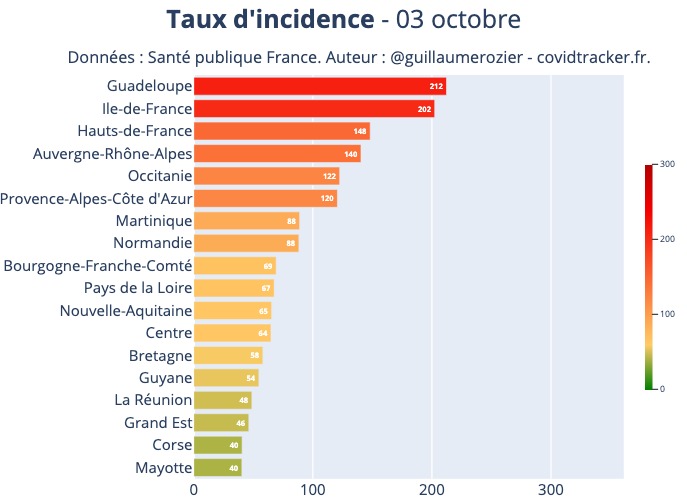 Taux d'incidence - 03 octobre
Données : Santé publique France. Auteur : @guillaumerozier - covidtracker.fr.
Guadeloupe 212
Ile-de-France 202
Hauts-de-France 148
Auvergne-Rhône-Alpes 140
Occitanie 122
Provence-Alpes-Côte d'Azur 120
Martinique 88
Normandie 88
Bourgogne-Franche-Comté 69
Pays de la Loire 67
Nouvelle-Aquitaine 65
Centre 64
Bretagne 58
Guyane 54
La Réunion 48
Grand Est 46
Corse 40
Mayotte 40
0 100 200 300
300
200
100
0